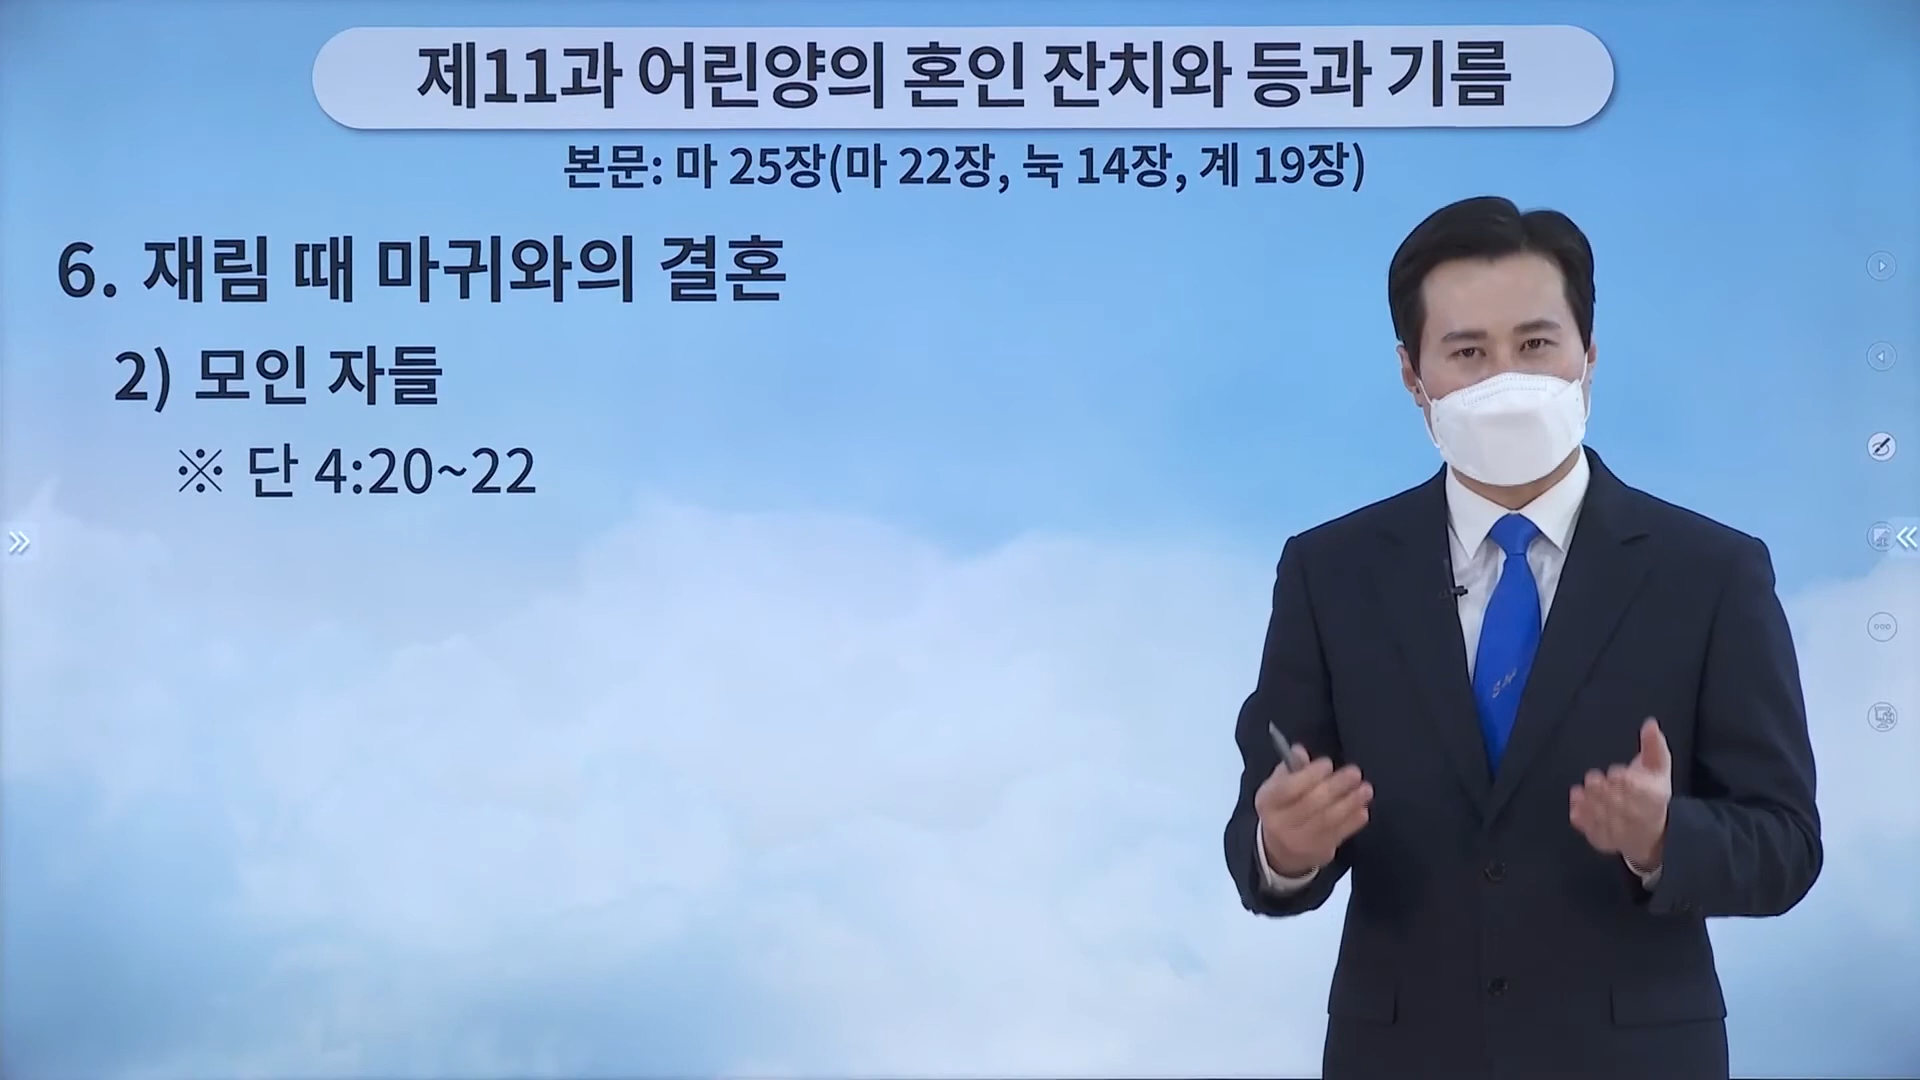 제11과 어린양의 혼인 잔치와 등과 기름
본문: 마 25장(마 22장, 눅 14장, 계 19장)
6. 재림 때 마귀와의 결혼
2) 모인 자들
※ 단 4:20~22